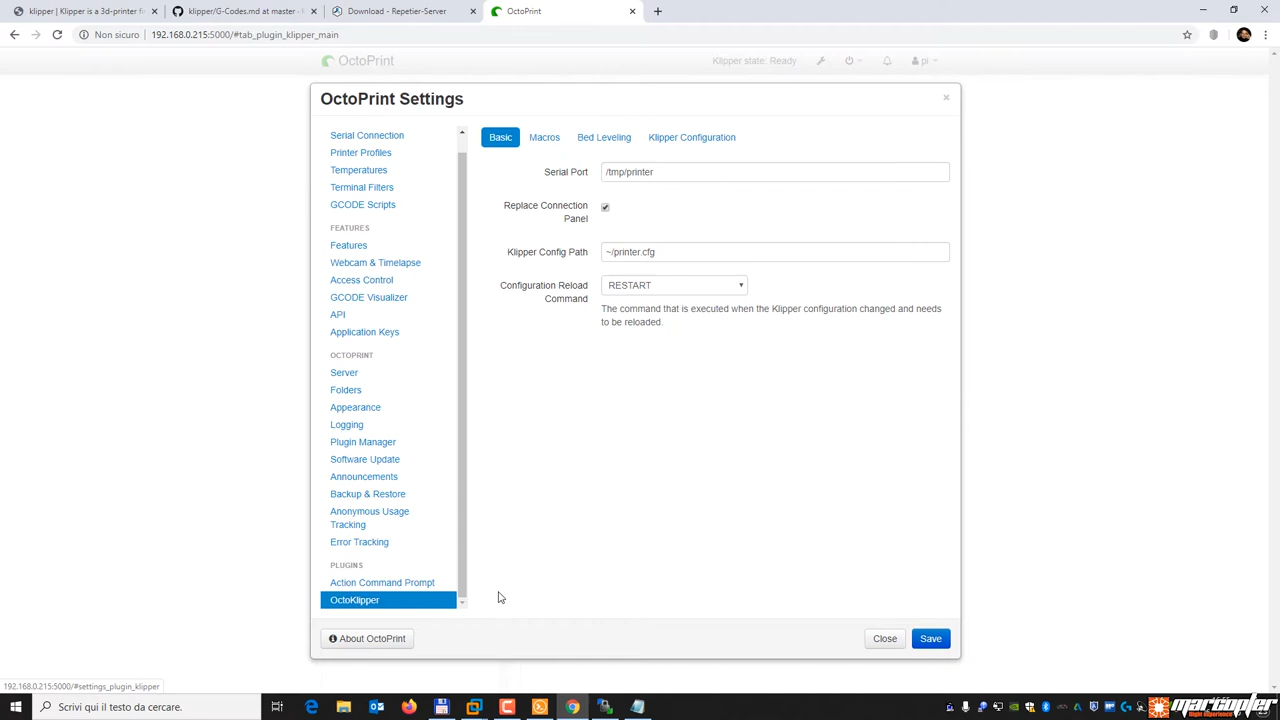 klipper | Klipper is a 3d-printer f
klipper/G-Codes.md at master · k
Download - Repetier-Server
OctoPrint
Non sicuro
192.168.0.215:5000/#tab_plugin_klipper_main
OctoPrint
Klipper state: Ready
pi
OctoPrint Settings
Serial Connection
Printer Profiles
Temperatures
Terminal Filters
GCODE Scripts
FEATURES
Features
Webcam & Timelapse
Access Control
GCODE Visualizer
API
Application Keys
OCTOPRINT
Server
Folders
Appearance
Logging
Plugin Manager
Software Update
Announcements
Backup & Restore
Anonymous Usage
Tracking
Error Tracking
PLUGINS
Action Command Prompt
OctoKlipper
Basic
Macros
Bed Leveling
Klipper Configuration
Serial Port
/tmp/printer
Replace Connection
Panel
Klipper Config Path
~/printer.cfg
Configuration Reload
Command
RESTART
The command that is executed when the Klipper configuration changed and needs
to be reloaded.
About OctoPrint
Close
Save
192.168.0.215:5000/#settings_plugin_klipper
Scrivi qui il testo da cercare.
marcopter